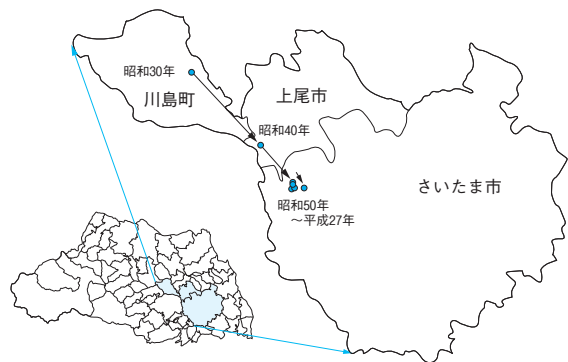 昭和30年
川島町
上尾市
昭和40年
さいたま市
昭和50年
~平成27年